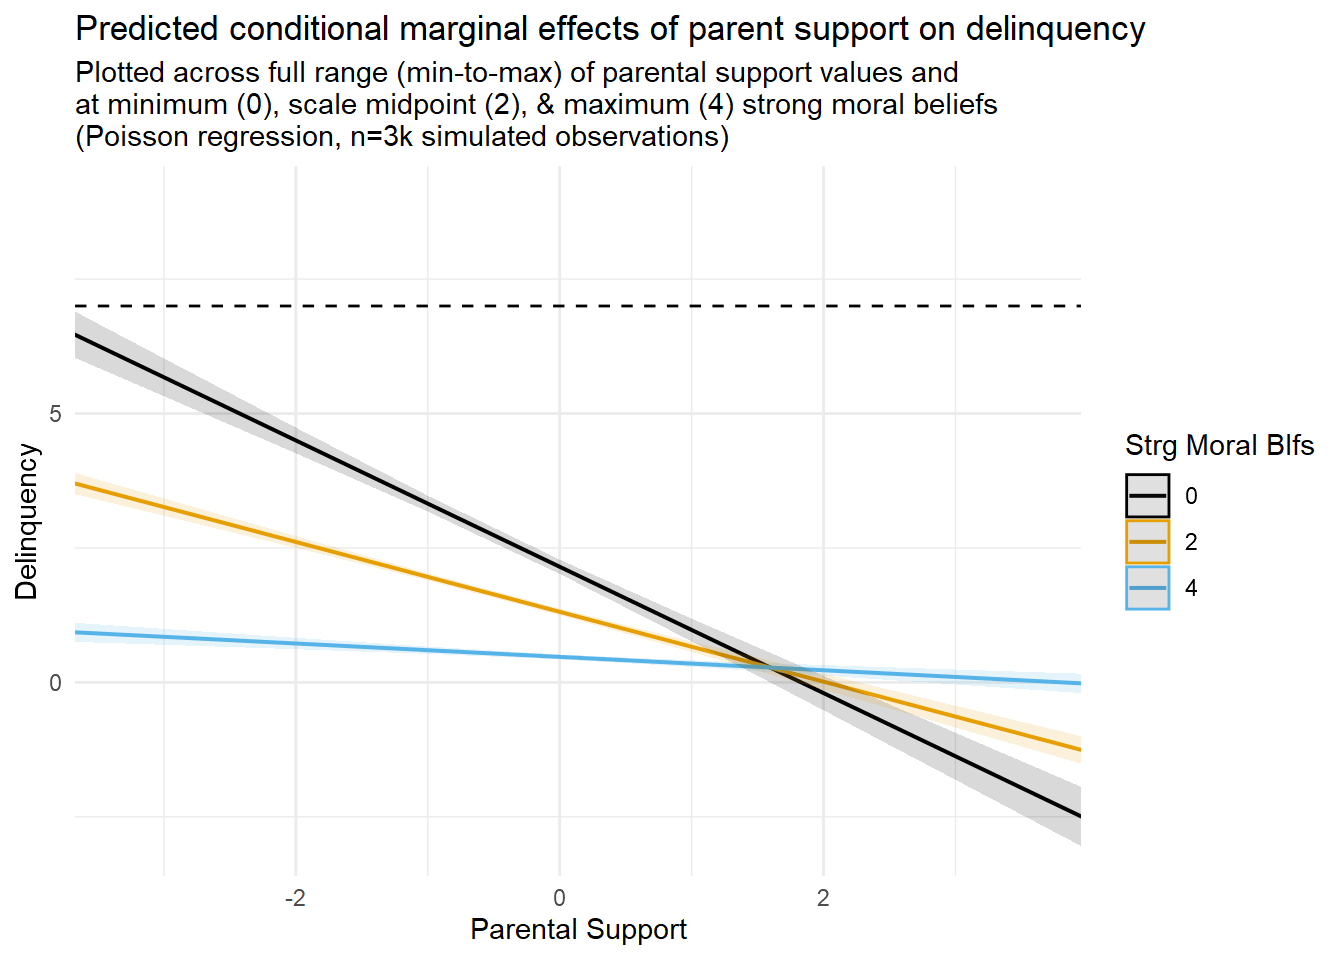 Predicted conditional marginal effects of parent support on delinquency
Plotted across full range (min-to-max) of parental support values and
at minimum (0), scale midpoint (2), & maximum (4) strong moral beliefs
(Poisson regression, n=3k simulated observations)
Delinquency
5
0
-2
0
2
Parental Support
Strg Moral Blfs
0
2
4